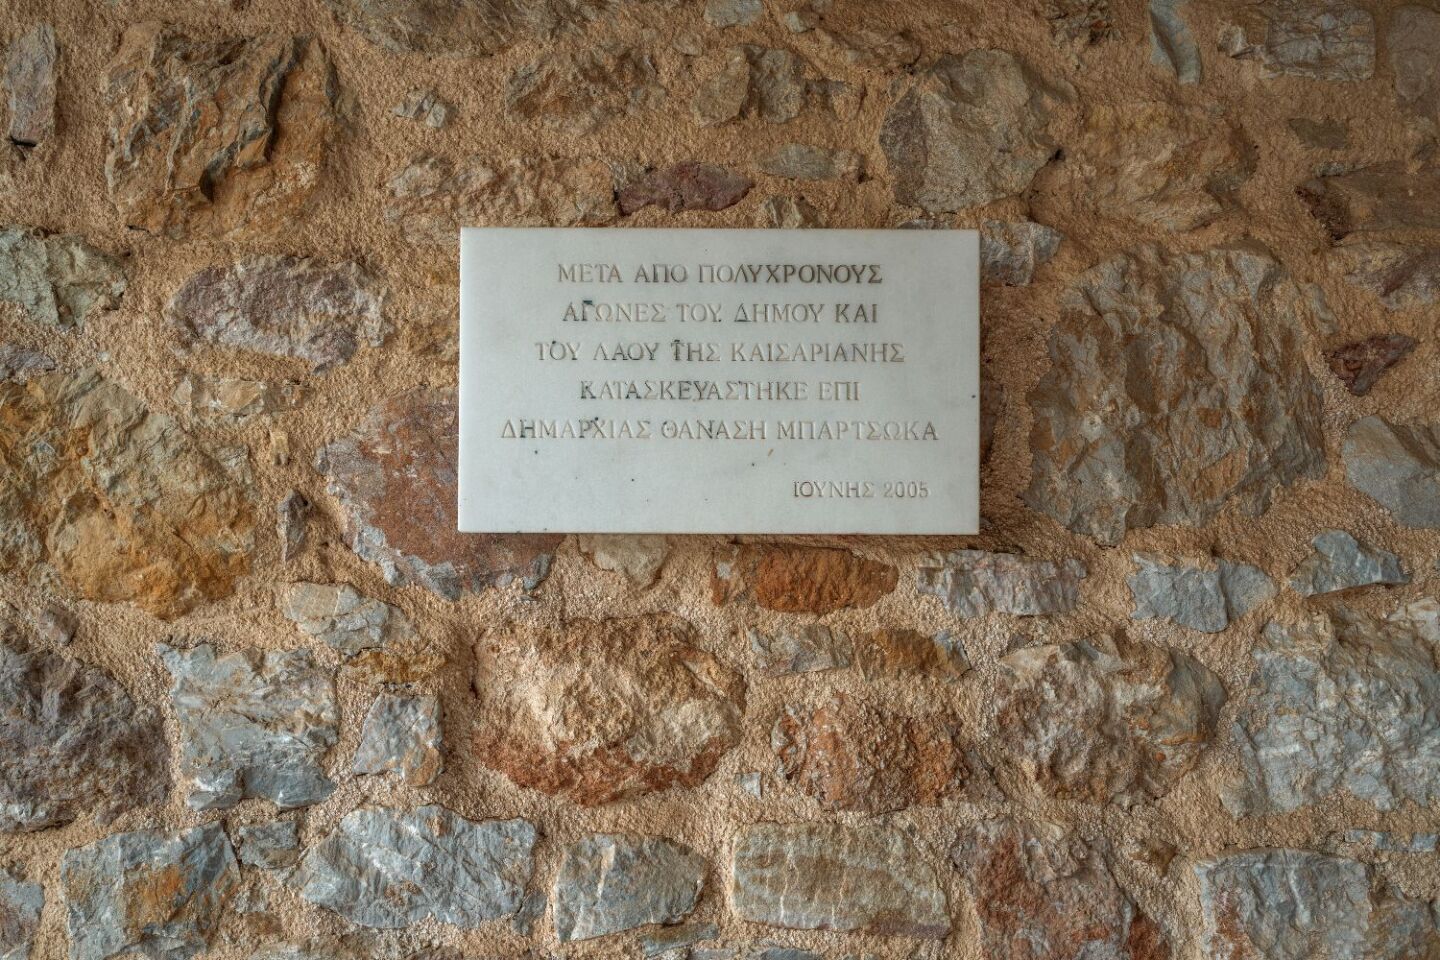 ΜΕΤΑ ΑΠΟ ΠΟΛΥΧΡΟΝΟΥΣ
ΑΓΩΝΕΣ ΤΟΥ ΔΗΜΟΥ ΚΑΙ
ΤΟΥ ΛΑΟΥ ΤΗΣ ΚΑΙΣΑΡΙΑΝΗΣ
ΚΑΤΑΣΚΕΥΑΣΤΗΚΕ ΕΠΙ
ΔΗΜΑΡΧΙΑΣ ΘΑΝΑΣΗ ΜΠΑΡΤΣΩΚΑ
ΙΟΥΝΗΣ 2005